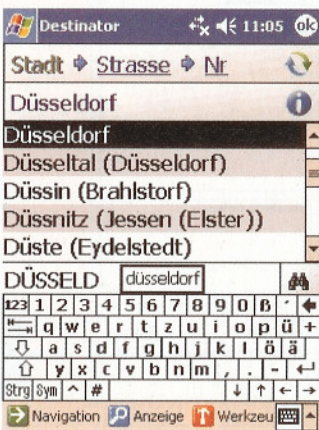 Destinator 11:05 ok
Stadt Strasse Nr
Düsseldorf
Düsseldorf
Düsseltal (Düsseldorf)
Düssin (Brahlstorf)
Düssnitz (Jessen (Elster))
Düste (Eydelstedt)
DÜSSELD düsseldorf
123 1 2 3 4 5 6 7 8 9 0 ß ´
q w e r t z u i o p ü +
a s d f g h j k l ö ä
y x c v b n m , . -
Strg Sym ^ #
Navigation Anzeige Werkzeu